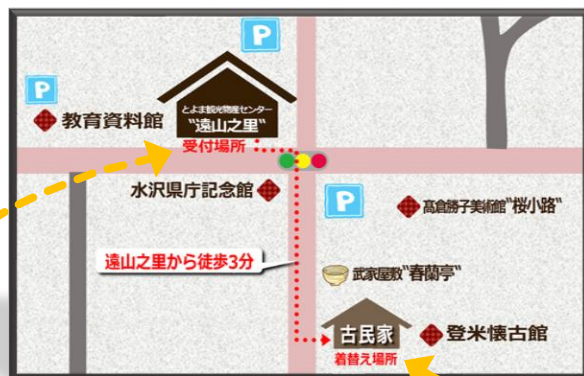 P
P
とよま観光物産センター
"遠山之里"
教育資料館
受付場所
水沢県庁記念館
P
髙倉勝子美術館"桜小路"
遠山之里から徒歩3分
武家屋敷"春蘭亭"
古民家
登米懐古館
着替え場所